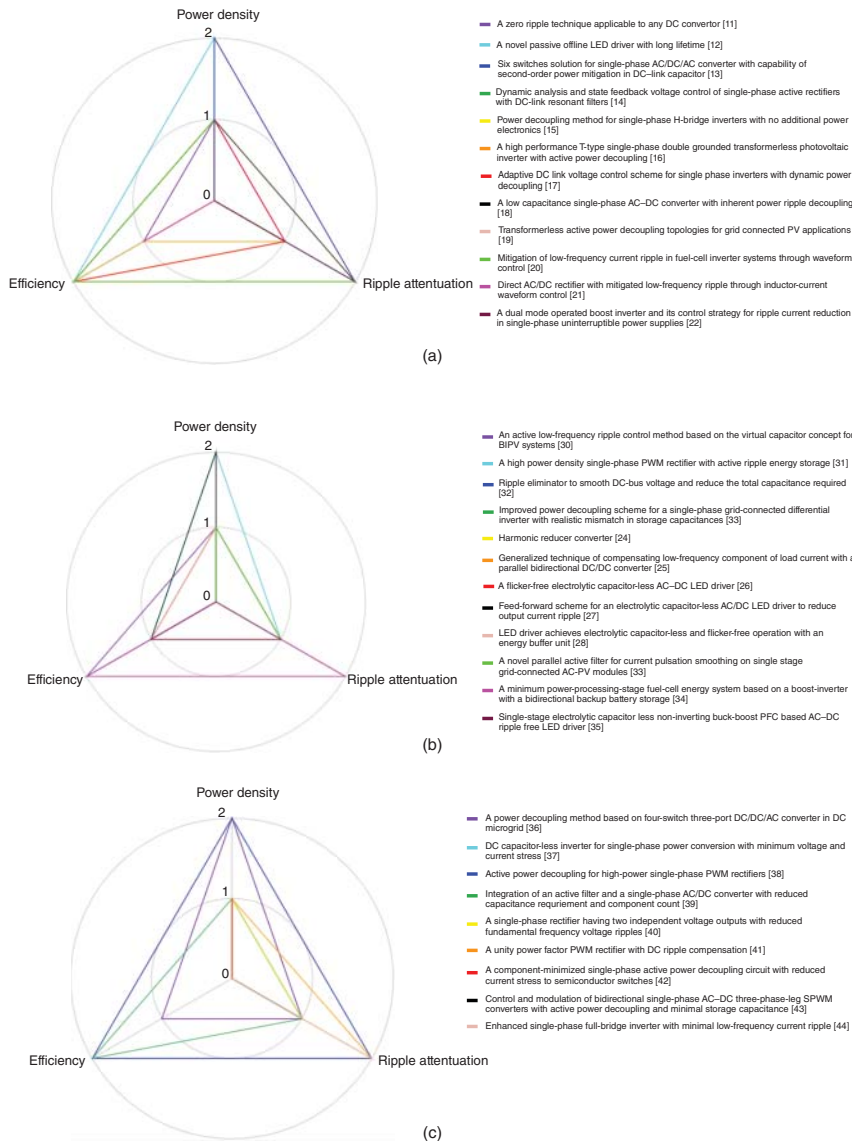 Power density
2
1
0
Efficiency
Ripple attentuation
A zero ripple technique applicable to any DC convertor [11]
A novel passive offline LED driver with long lifetime [12]
Six switches solution for single-phase AC/DC/AC converter with capability of
second-order power mitigation in DC–link capacitor [13]
Dynamic analysis and state feedback voltage control of single-phase active rectifiers
with DC-link resonant filters [14]
Power decoupling method for single-phase H-bridge inverters with no additional power
electronics [15]
A high performance T-type single-phase double grounded transformerless photovoltaic
inverter with active power decoupling [16]
Adaptive DC link voltage control scheme for single phase inverters with dynamic power
decoupling [17]
A low capacitance single-phase AC–DC converter with inherent power ripple decoupling
[18]
Transformerless active power decoupling topologies for grid connected PV applications
[19]
Mitigation of low-frequency current ripple in fuel-cell inverter systems through waveform
control [20]
Direct AC/DC rectifier with mitigated low-frequency ripple through inductor-current
waveform control [21]
A dual mode operated boost inverter and its control strategy for ripple current reduction
in single-phase uninterruptible power supplies [22]
(a)
Power density
2
1
0
Efficiency
Ripple attenuation
An active low-frequency ripple control method based on the virtual capacitor concept for
BIPV systems [30]
A high power density single-phase PWM rectifier with active ripple energy storage [31]
Ripple eliminator to smooth DC-bus voltage and reduce the total capacitance required
[32]
Improved power decoupling scheme for a single-phase grid-connected differential
inverter with realistic mismatch in storage capacitances [33]
Harmonic reducer converter [24]
Generalized technique of compensating low-frequency component of load current with a
parallel bidirectional DC/DC converter [25]
A flicker-free electrolytic capacitor-less AC–DC LED driver [26]
Feed-forward scheme for an electrolytic capacitor-less AC/DC LED driver to reduce
output current ripple [27]
LED driver achieves electrolytic capacitor-less and flicker-free operation with an
energy buffer unit [28]
A novel parallel active filter for current pulsation smoothing on single stage
grid-connected AC-PV modules [33]
A minimum power-processing-stage fuel-cell energy system based on a boost-inverter
with a bidirectional backup battery storage [34]
Single-stage electrolytic capacitor less non-inverting buck-boost PFC based AC–DC
ripple free LED driver [35]
(b)
Power density
2
1
0
Efficiency
Ripple attentuation
A power decoupling method based on four-switch three-port DC/DC/AC converter in DC
microgrid [36]
DC capacitor-less inverter for single-phase power conversion with minimum voltage and
current stress [37]
Active power decoupling for high-power single-phase PWM rectifiers [38]
Integration of an active filter and a single-phase AC/DC converter with reduced
capacitance requriement and component count [39]
A single-phase rectifier having two independent voltage outputs with reduced
fundamental frequency voltage ripples [40]
A unity power factor PWM rectifier with DC ripple compensation [41]
A component-minimized single-phase active power decoupling circuit with reduced
current stress to semiconductor switches [42]
Control and modulation of bidirectional single-phase AC–DC three-phase-leg SPWM
converters with active power decoupling and minimal storage capacitance [43]
Enhanced single-phase full-bridge inverter with minimal low-frequency current ripple [44]
(c)